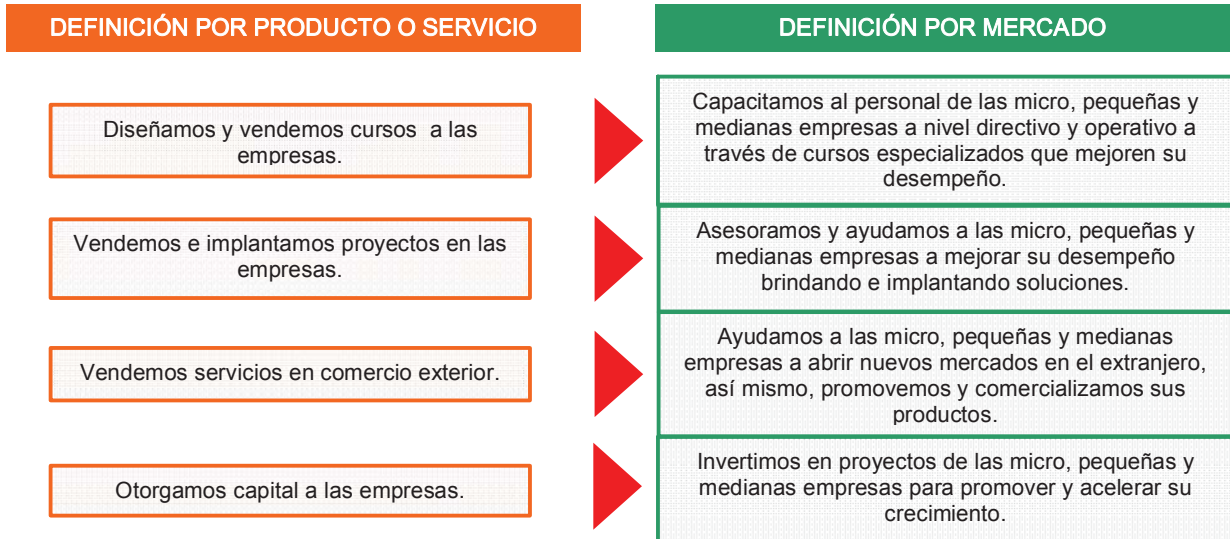 DEFINICIÓN POR PRODUCTO O SERVICIO
DEFINICIÓN POR MERCADO
Diseñamos y vendemos cursos a las
empresas.
Capacitamos al personal de las micro, pequeñas y
medianas empresas a nivel directivo y operativo a
través de cursos especializados que mejoren su
desempeño.
Vendemos e implantamos proyectos en las
empresas.
Asesoramos y ayudamos a las micro, pequeñas y
medianas empresas a mejorar su desempeño
brindando e implantando soluciones.
Vendemos servicios en comercio exterior.
Ayudamos a las micro, pequeñas y medianas
empresas a abrir nuevos mercados en el extranjero,
así mismo, promovemos y comercializamos sus
productos.
Otorgamos capital a las empresas.
Invertimos en proyectos de las micro, pequeñas y
medianas empresas para promover y acelerar su
crecimiento.